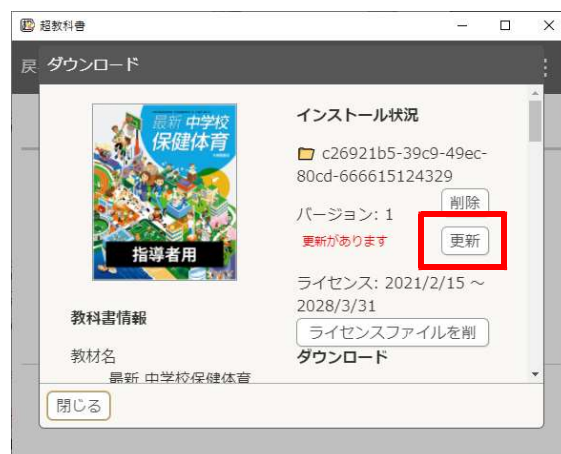 超教科書
戻
ダウンロード
最新 中学校
保健体育
指導者用
教科書情報
教材名
最新 中学校保健体育
インストール状況
c26921b5-39c9-49ec-
80cd-666615124329
バージョン: 1
削除
更新があります
更新
ライセンス: 2021/2/15 ～
2028/3/31
ライセンスファイルを削
ダウンロード
閉じる